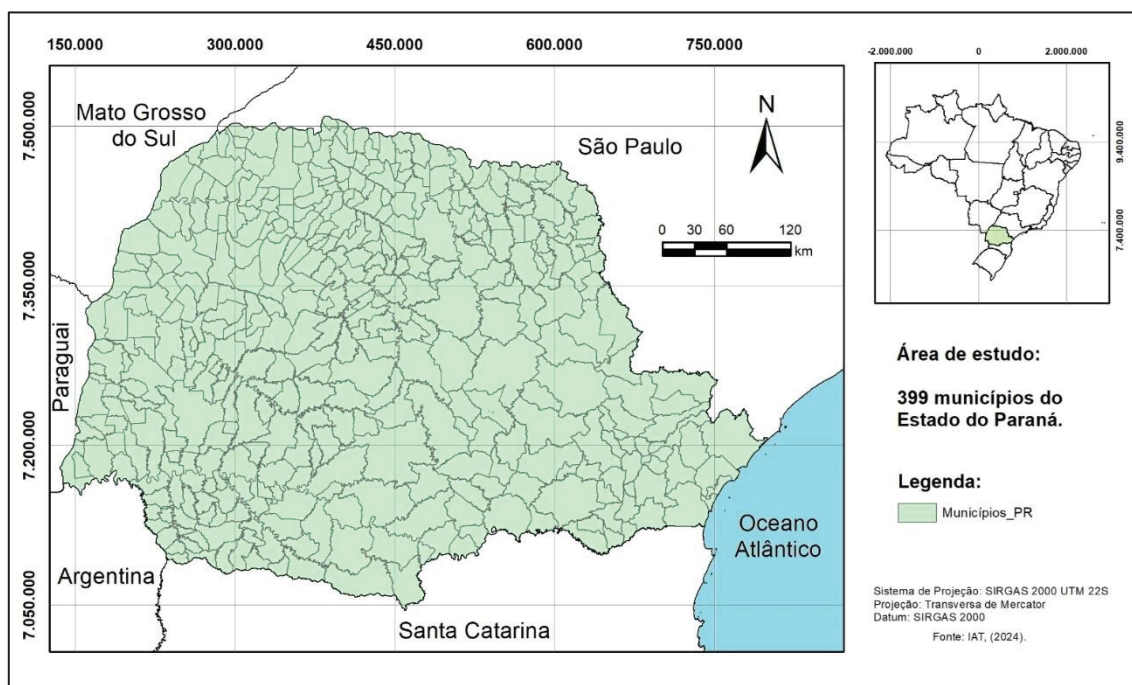 150.000
300.000
450.000
600.000
750.000
7.500.000
7.350.000
7.200.000
7.050.000
Mato Grosso
do Sul
São Paulo
N
0 30 60 120
km
Paraguai
Argentina
Santa Catarina
Oceano
Atlântico
-2.000.000
0
2.000.000
9.400.000
7.400.000
Área de estudo:
399 municípios do
Estado do Paraná.
Legenda:
Municípios_PR
Sistema de Projeção: SIRGAS 2000 UTM 22S
Projeção: Transversa de Mercator
Datum: SIRGAS 2000
Fonte: IAT, (2024).